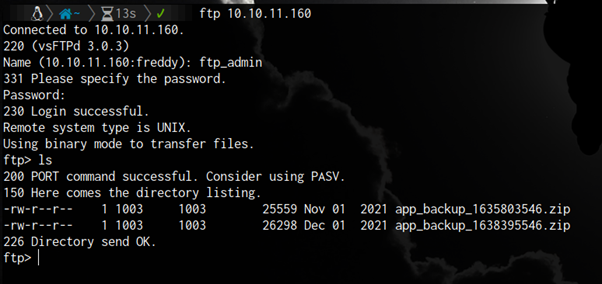 ~ 13s ✓ ftp 10.10.11.160
Connected to 10.10.11.160.
220 (vsFTPd 3.0.3)
Name (10.10.11.160:freddy): ftp_admin
331 Please specify the password.
Password:
230 Login successful.
Remote system type is UNIX.
Using binary mode to transfer files.
ftp> ls
200 PORT command successful. Consider using PASV.
150 Here comes the directory listing.
-rw-r--r-- 1 1003 1003 25559 Nov 01 2021 app_backup_1635803546.zip
-rw-r--r-- 1 1003 1003 26298 Dec 01 2021 app_backup_1638395546.zip
226 Directory send OK.
ftp>